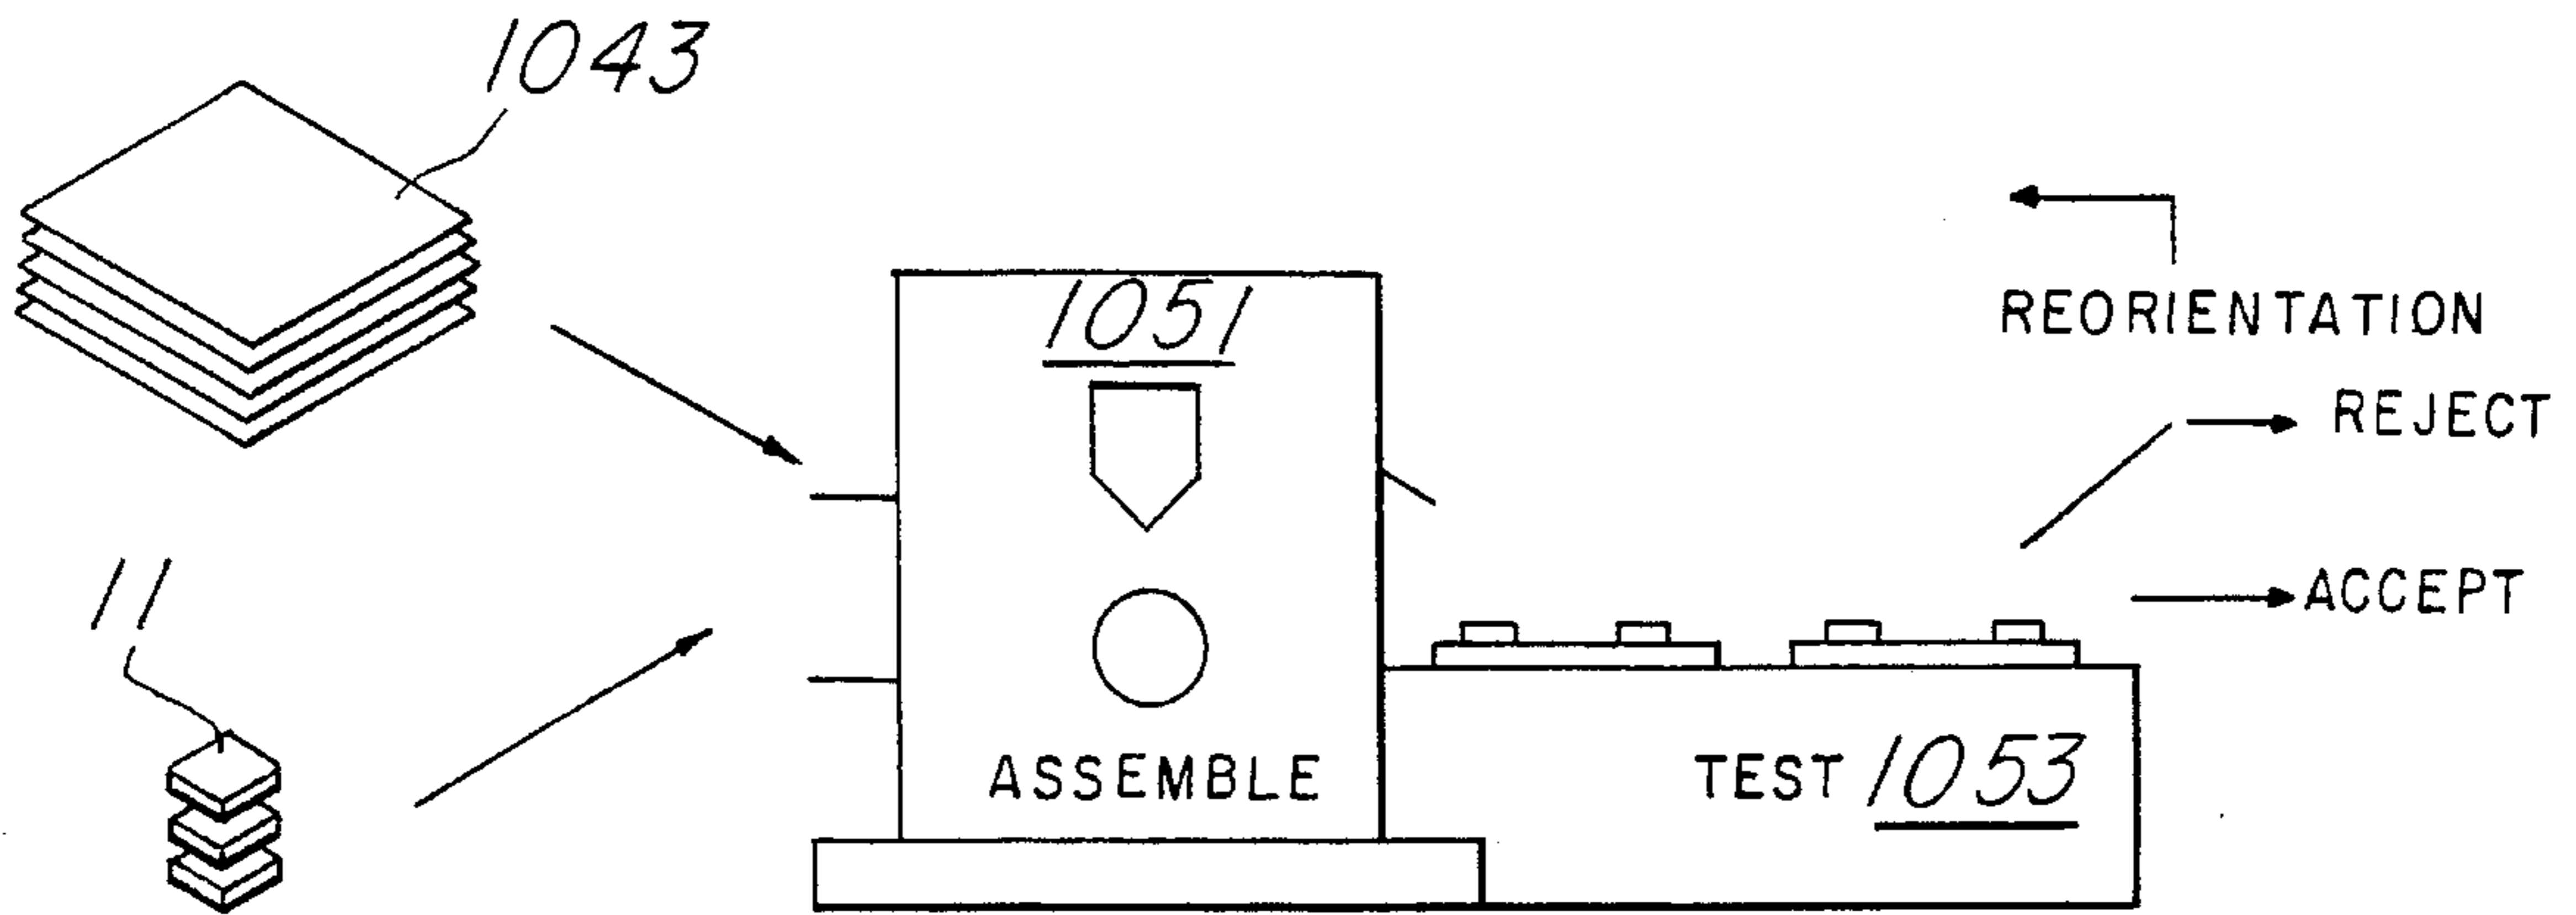 1043
1051
REORIENTATION
REJECT
11
ACCEPT
ASSEMBLE
TEST 1053